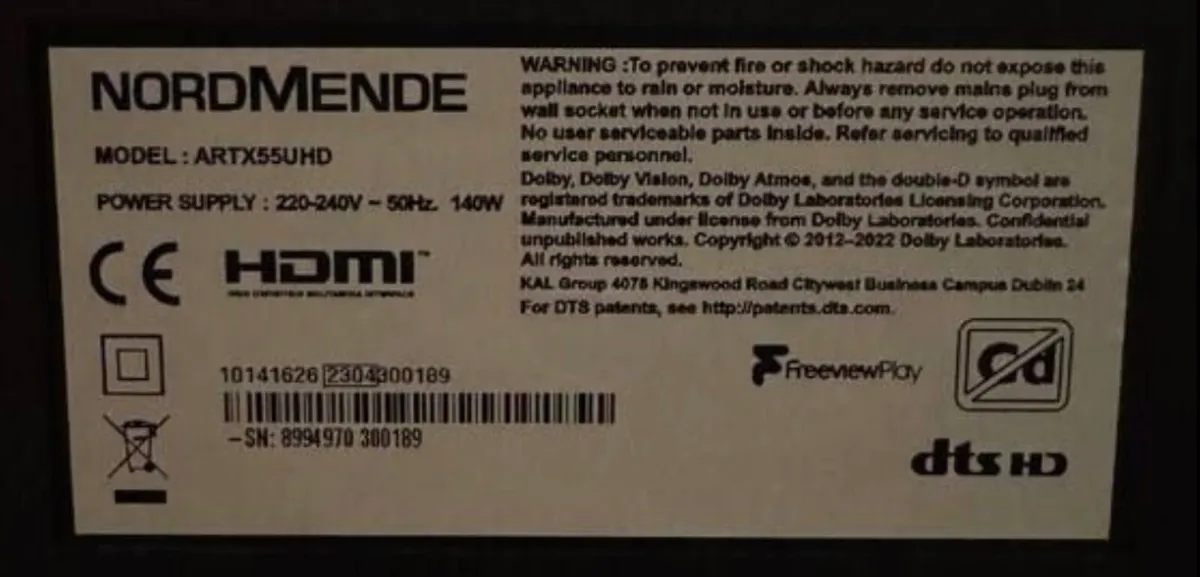 NORDMENDE
MODEL : ARTX55UHD
POWER SUPPLY : 220-240V ~ 50Hz. 140W
CE
HDMI™
HIGH-DEFINITION MULTIMEDIA INTERFACE
10141626 2304300189
-SN: 8994970 300189
WARNING :To prevent fire or shock hazard do not expose this
appliance to rain or moisture. Always remove mains plug from
wall socket when not in use or before any service operation.
No user serviceable parts inside. Refer servicing to qualified
service personnel.
Dolby, Dolby Vision, Dolby Atmos, and the double-D symbol are
registered trademarks of Dolby Laboratories Licensing Corporation.
Manufactured under license from Dolby Laboratories. Confidential
unpublished works. Copyright © 2012–2022 Dolby Laboratories.
All rights reserved.
KAL Group 4078 Kingswood Road Citywest Business Campus Dublin 24
For DTS patents, see http://patents.dts.com.
FreeviewPlay
Cd
dts HD